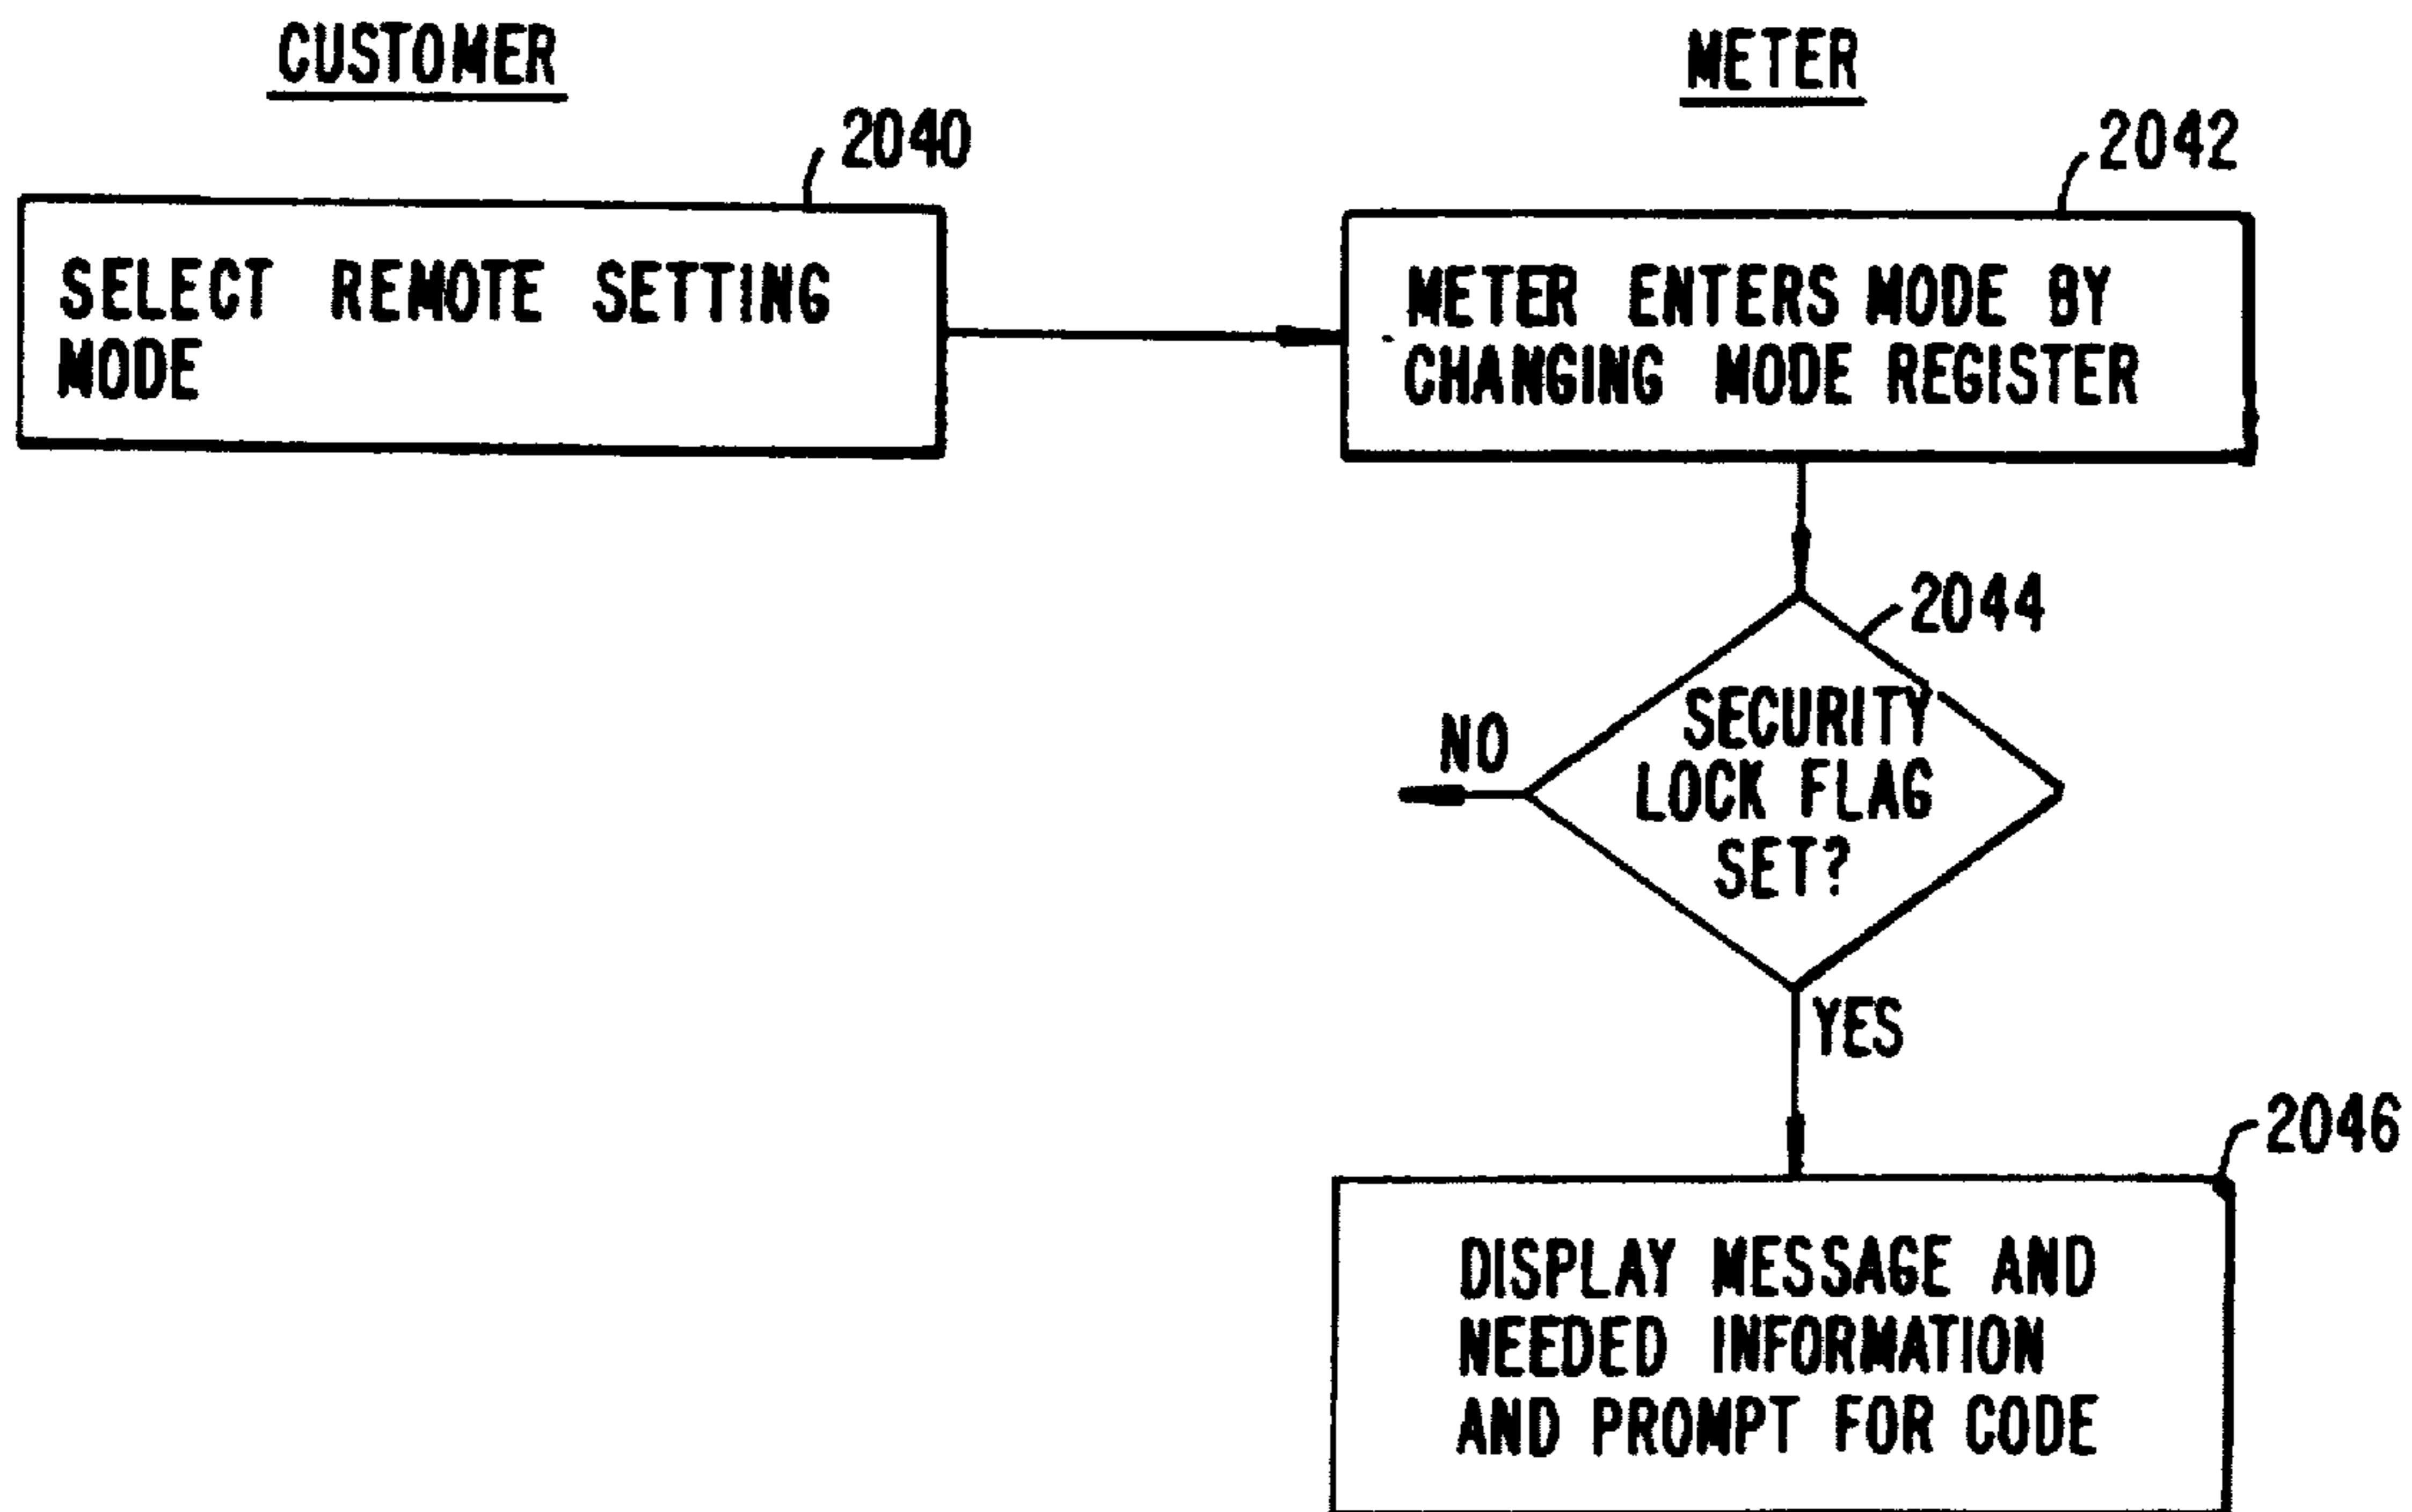 CUSTOMER
METER
2040
2042
SELECT REMOTE SETTING
MODE
METER ENTERS MODE BY
CHANGING MODE REGISTER
2044
SECURITY
LOCK FLAG
SET?
NO
YES
2046
DISPLAY MESSAGE AND
NEEDED INFORMATION
AND PROMPT FOR CODE